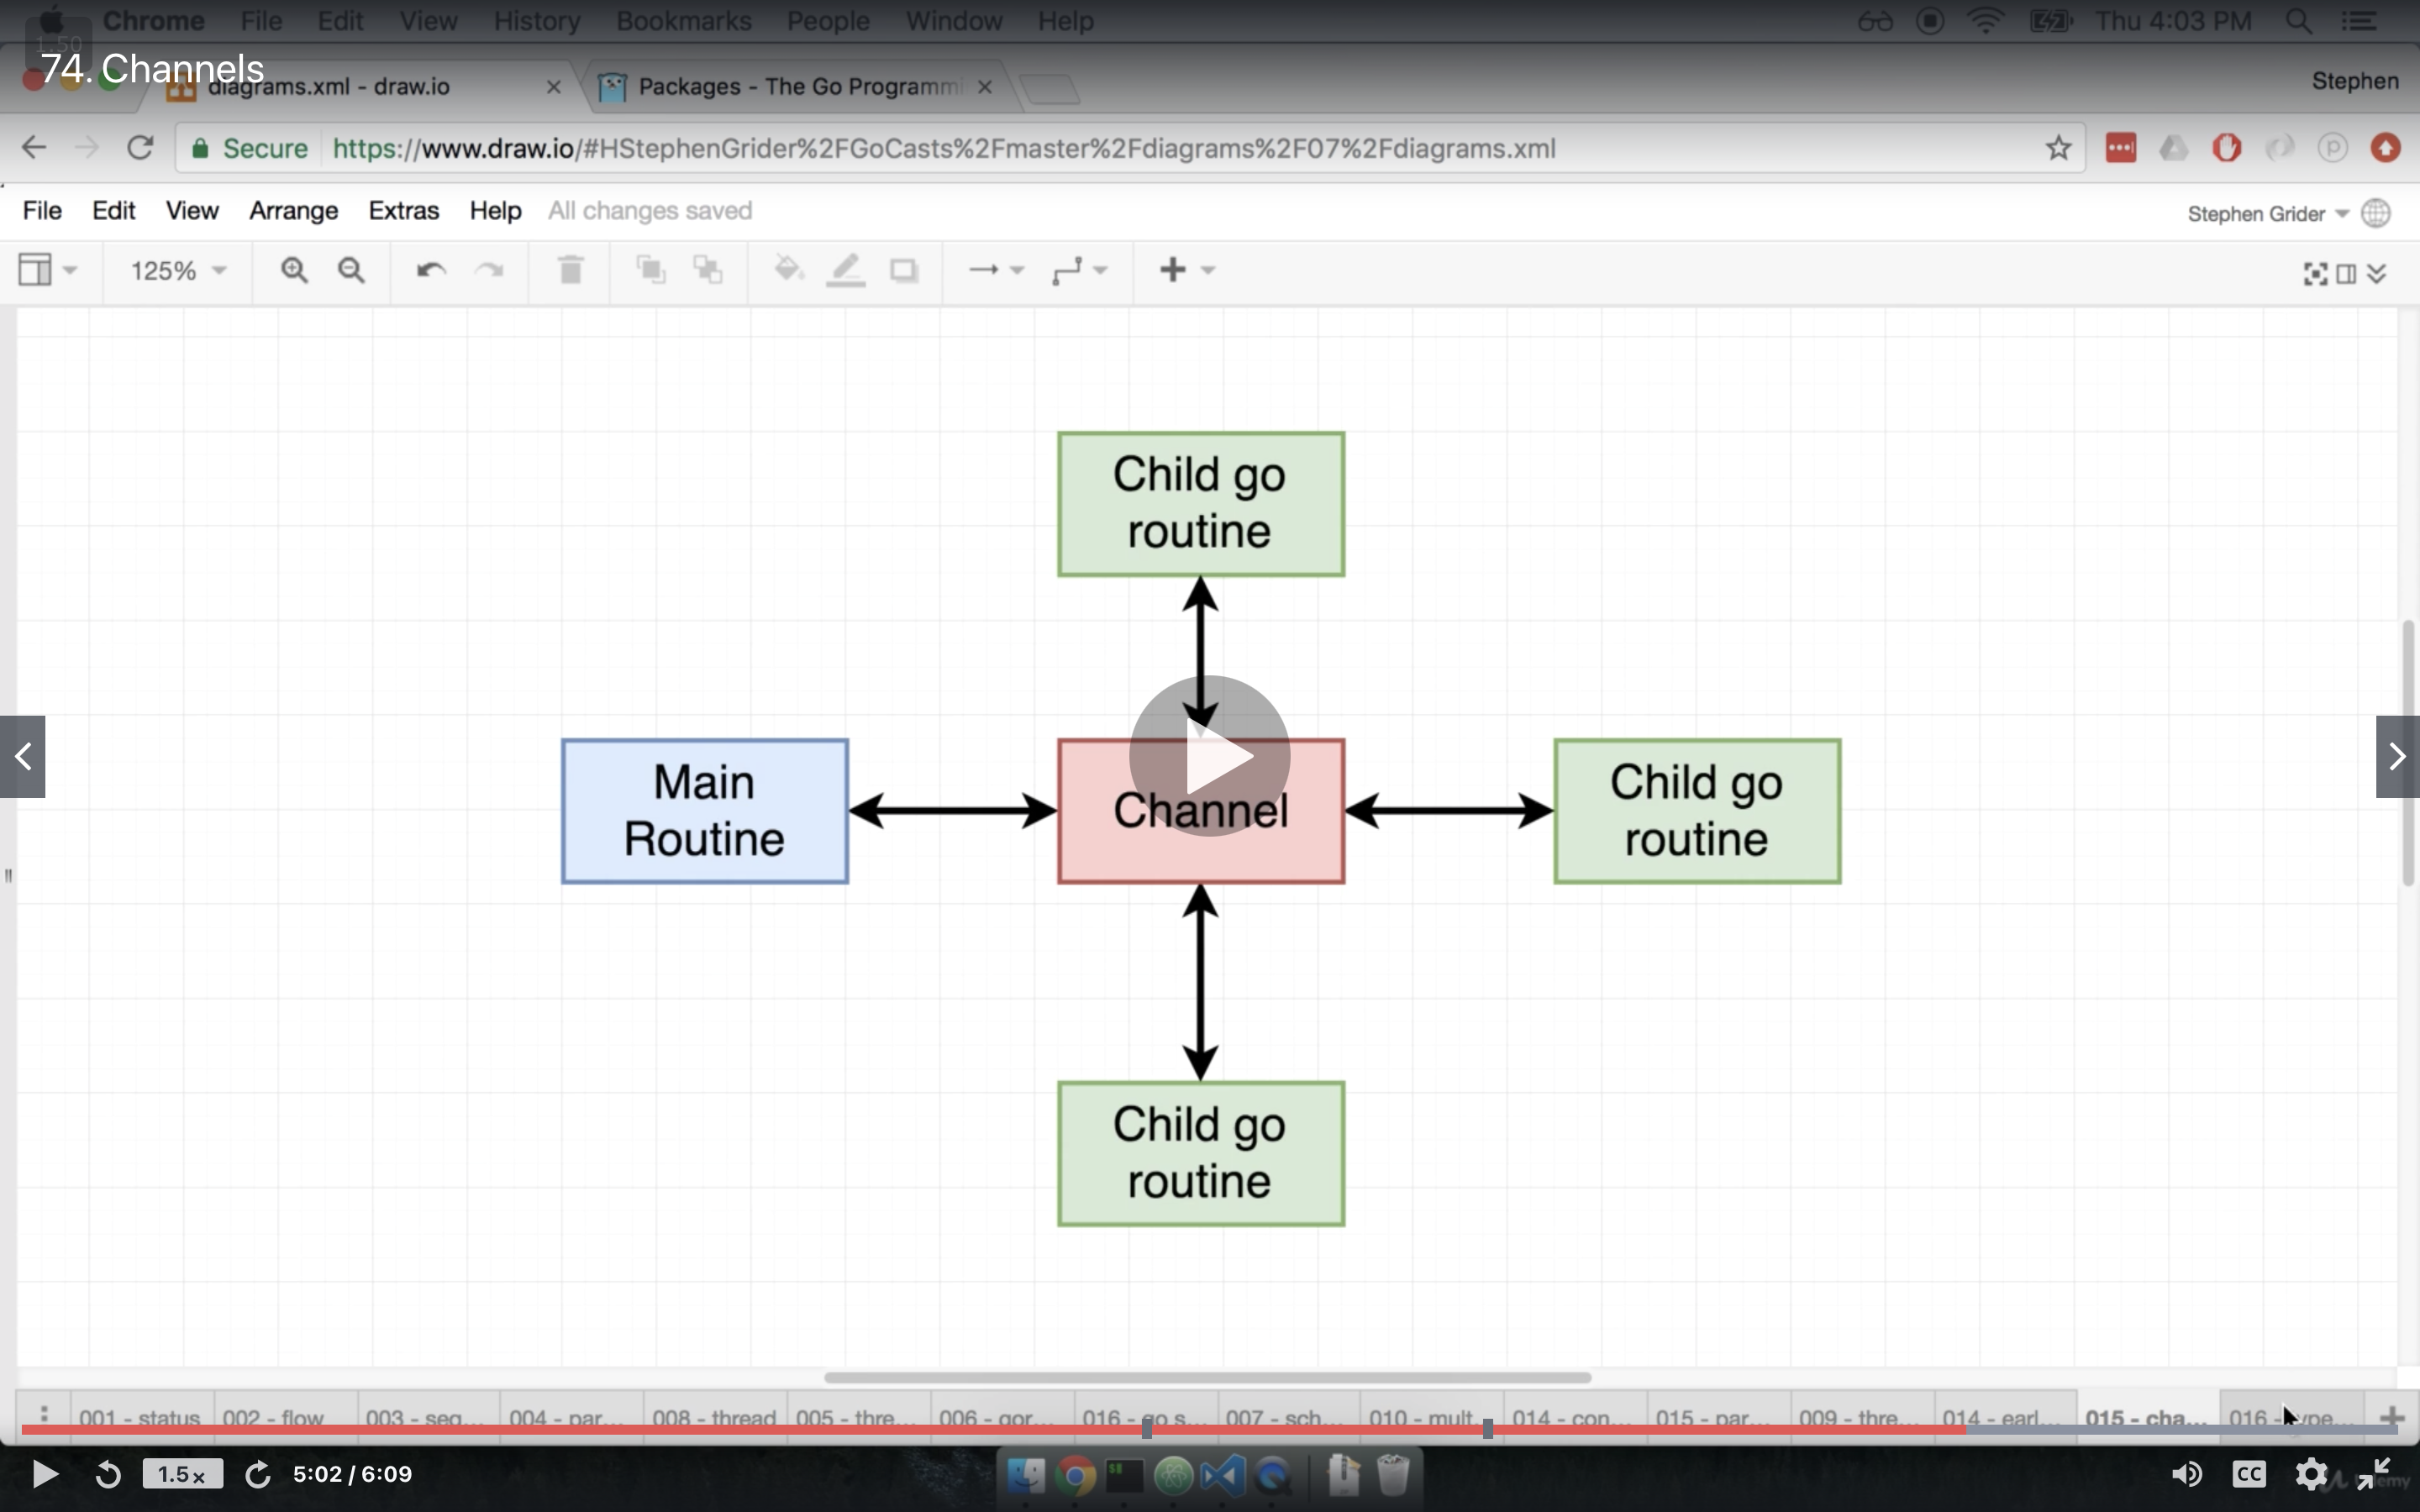 Chrome File Edit View History Bookmarks People Window Help Thu 4:03 PM
1.50
74. Channels
diagrams.xml - draw.io Packages - The Go Programmi Stephen
Secure https://www.draw.io/#HStephenGrider%2FGoCasts%2Fmaster%2Fdiagrams%2F07%2Fdiagrams.xml
File Edit View Arrange Extras Help All changes saved Stephen Grider
125%
Child go
routine
Main
Routine
Channel
Child go
routine
Child go
routine
001 - status 002 - flow 003 - seq... 004 - par... 008 - thread 005 - thre... 006 - gor... 016 - go s... 007 - sch... 010 - mult... 014 - con... 015 - par... 009 - thre... 014 - earl... 015 - cha... 016 -
1.5x 5:02 / 6:09 CC